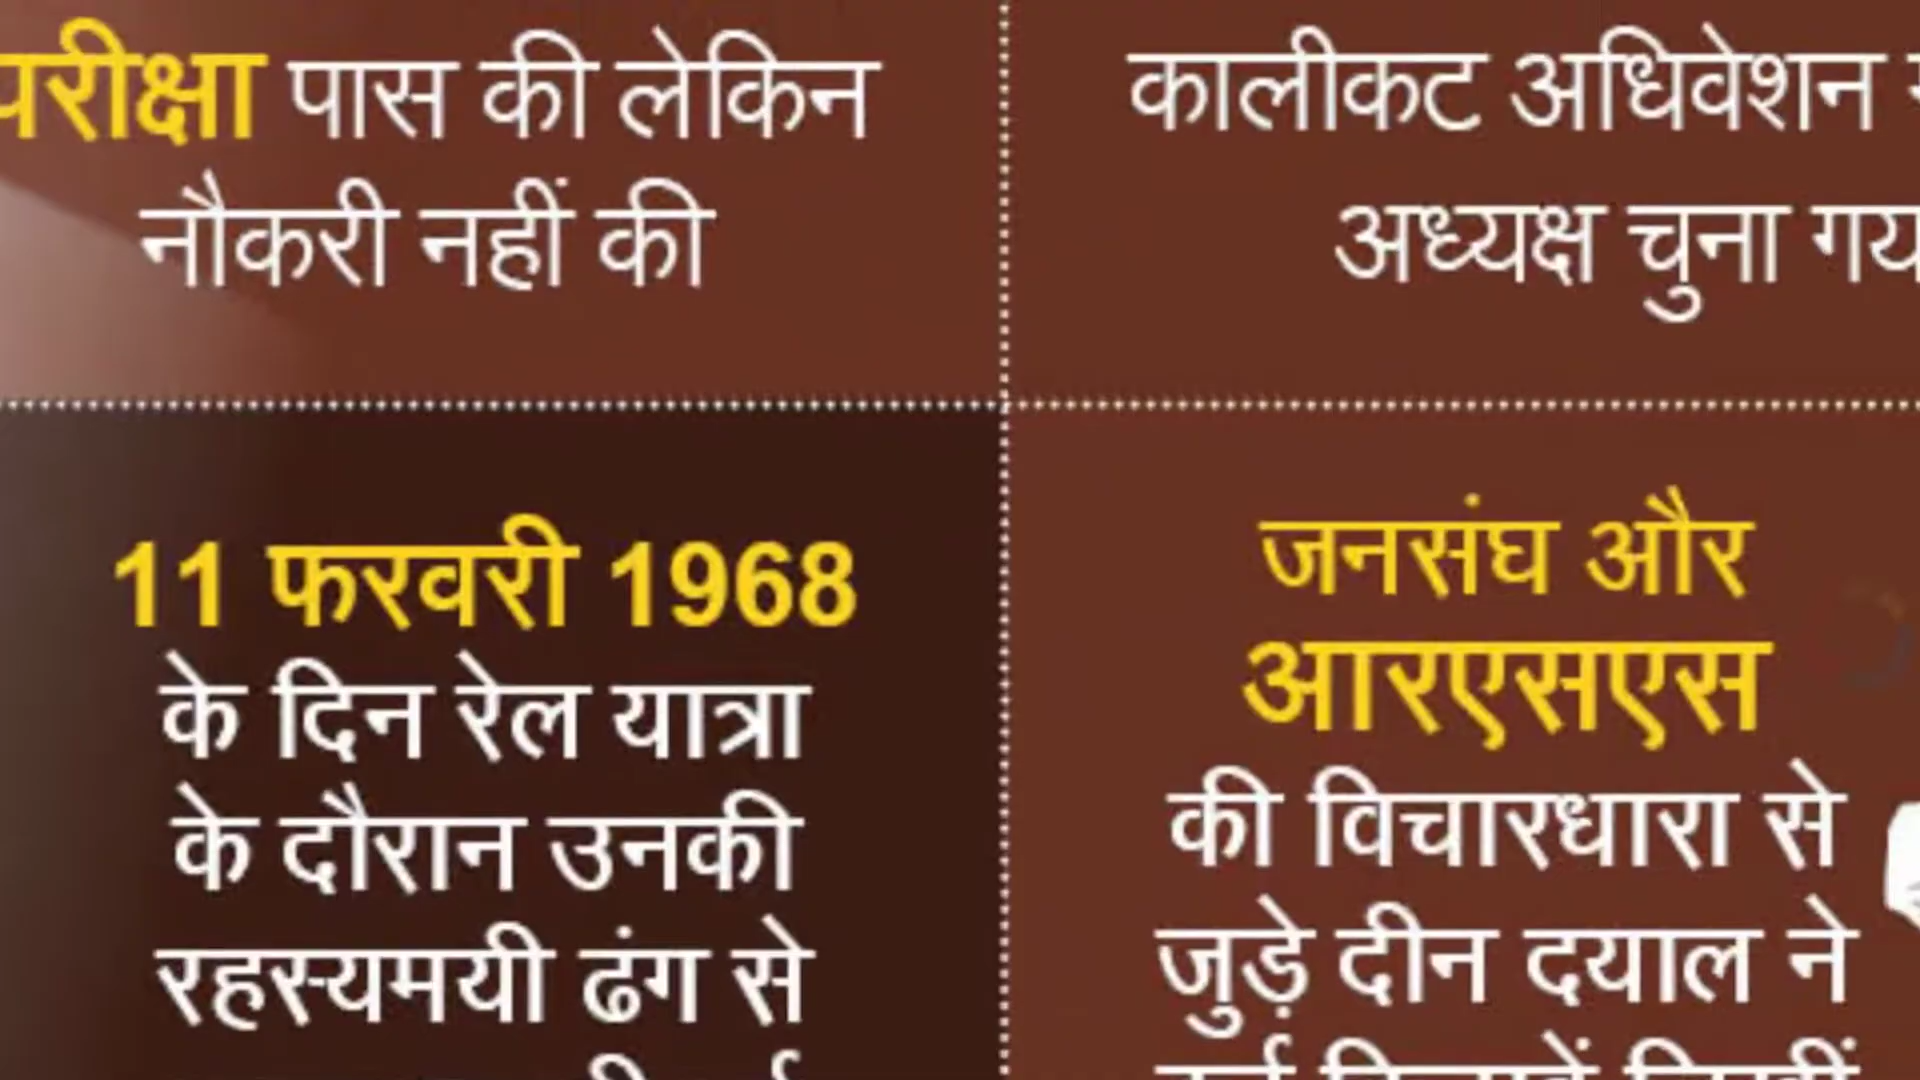 परीक्षा पास की लेकिन
नौकरी नहीं की
कालीकट अधिवेशन
अध्यक्ष चुना
11 फरवरी 1968
के दिन रेल यात्रा
के दौरान उनकी
रहस्यमयी ढंग से
जनसंघ और
आरएसएस
की विचारधारा से
जुड़े दीन दयाल ने